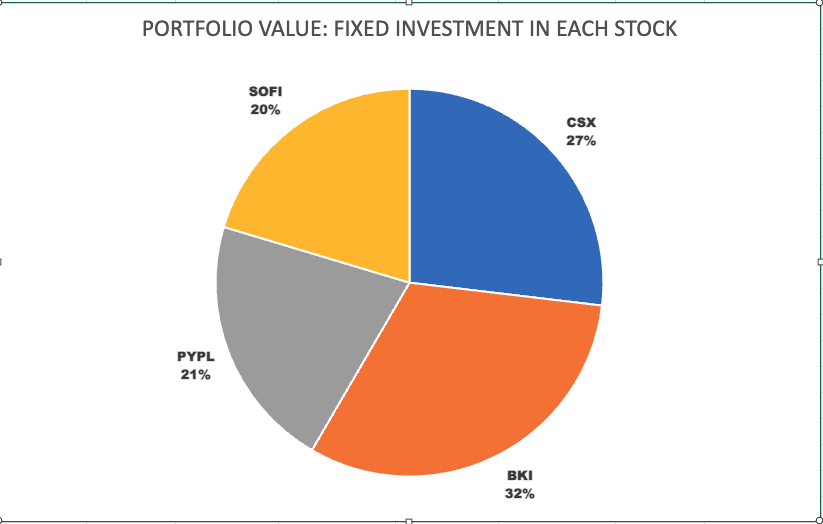 PORTFOLIO VALUE: FIXED INVESTMENT IN EACH STOCK
SOFI
20%
CSX
27%
PYPL
21%
BKI
32%